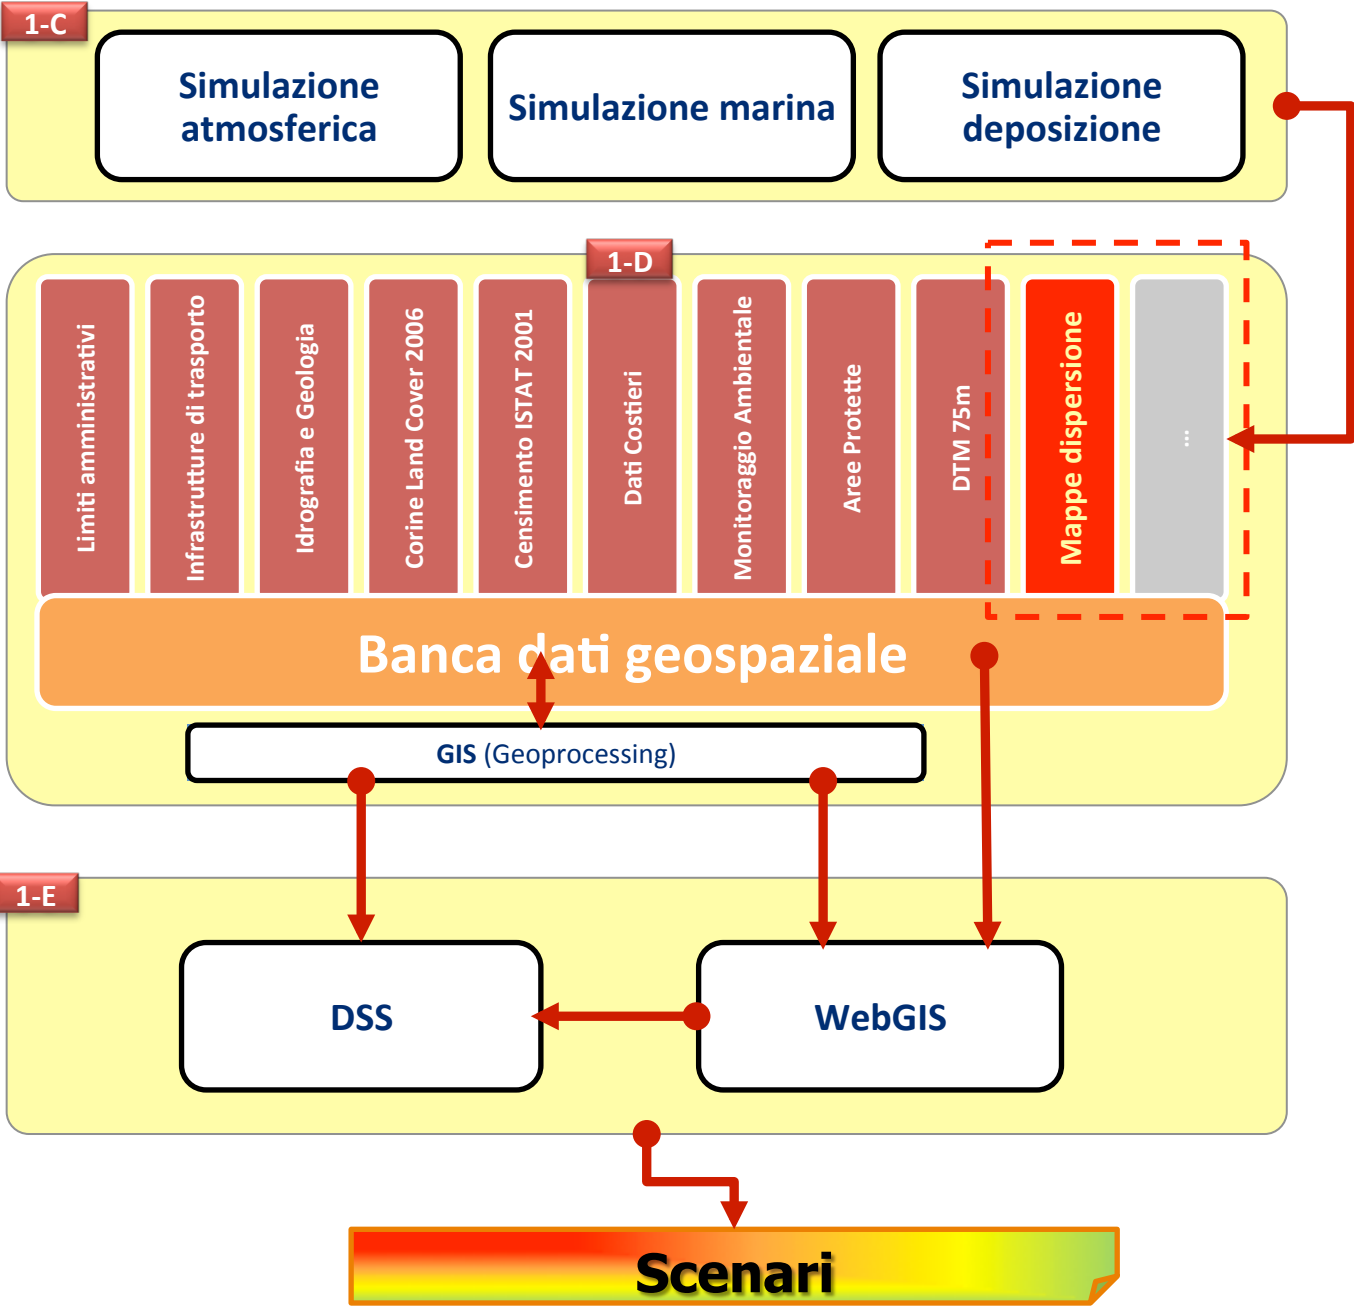 1-C
Simulazione
atmosferica
Simulazione marina
Simulazione
deposizione
1-D
Limiti amministrativi
Infrastrutture di trasporto
Idrografia e Geologia
Corine Land Cover 2006
Censimento ISTAT 2001
Dati Costieri
Monitoraggio Ambientale
Aree Protette
DTM 75m
Mappe dispersione
...
Banca dati geospaziale
GIS (Geoprocessing)
1-E
DSS
WebGIS
Scenari